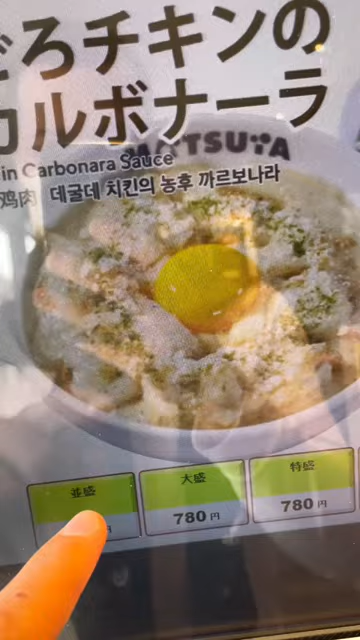 ごろチキンの
カルボナーラ
MATSUYA
in Carbonara Sauce
鸡肉 데굴데 치킨의 농후 까르보나라
並盛 大盛 特盛
円 780円 780円